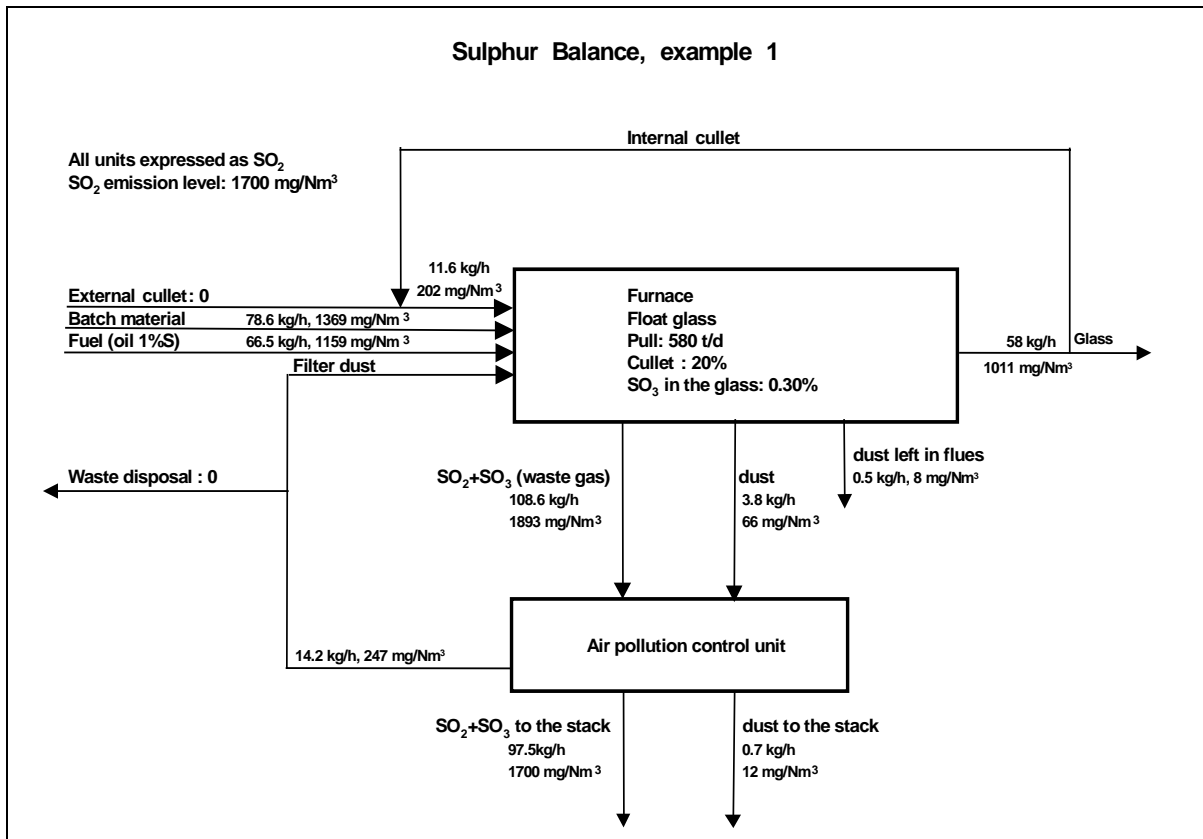 Sulphur Balance, example 1
Internal cullet
All units expressed as SO₂
SO₂ emission level: 1700 mg/Nm³
11.6 kg/h
202 mg/Nm³
External cullet: 0
Batch material 78.6 kg/h, 1369 mg/Nm³
Fuel (oil 1%S) 66.5 kg/h, 1159 mg/Nm³
Filter dust
Furnace
Float glass
Pull: 580 t/d
Cullet : 20%
SO₃ in the glass: 0.30%
58 kg/h Glass
1011 mg/Nm³
Waste disposal : 0
SO₂+SO₃ (waste gas)
108.6 kg/h
1893 mg/Nm³
dust
3.8 kg/h
66 mg/Nm³
dust left in flues
0.5 kg/h, 8 mg/Nm³
Air pollution control unit
14.2 kg/h, 247 mg/Nm³
SO₂+SO₃ to the stack
97.5kg/h
1700 mg/Nm³
dust to the stack
0.7 kg/h
12 mg/Nm³